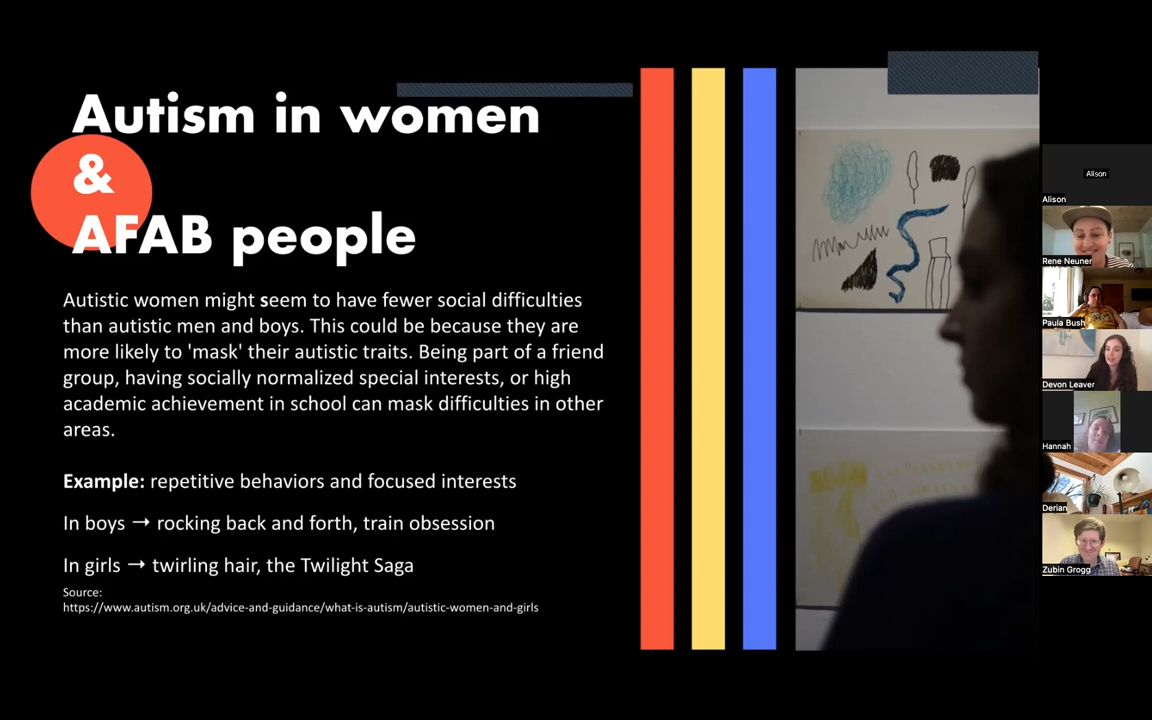 Autism in women
&
AFAB people
Autistic women might seem to have fewer social difficulties
than autistic men and boys. This could be because they are
more likely to 'mask' their autistic traits. Being part of a friend
group, having socially normalized special interests, or high
academic achievement in school can mask difficulties in other
areas.
Example: repetitive behaviors and focused interests
In boys → rocking back and forth, train obsession
In girls → twirling hair, the Twilight Saga
Source:
https://www.autism.org.uk/advice-and-guidance/what-is-autism/autistic-women-and-girls
Alison
Alison
Rene Neuner
Paula Bush
Devon Leaver
Hannah
Derian
Zubin Grogg